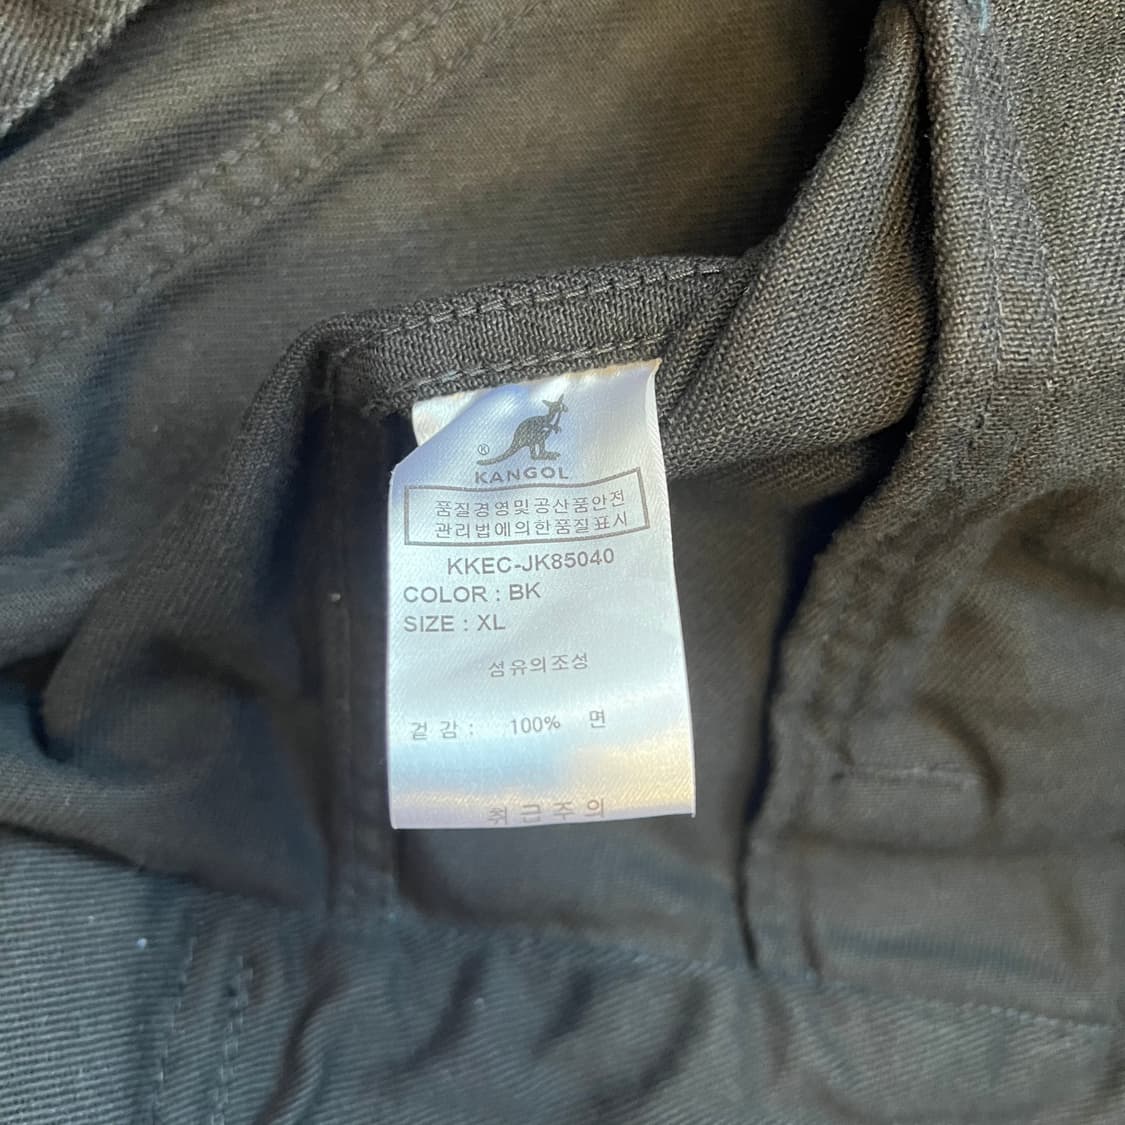 ®
KANGOL
품질경영및공산품안전
관리법에의한품질표시
KKEC-JK85040
COLOR : BK
SIZE : XL
섬유의조성
겉 감 : 100% 면
취 급 주 의